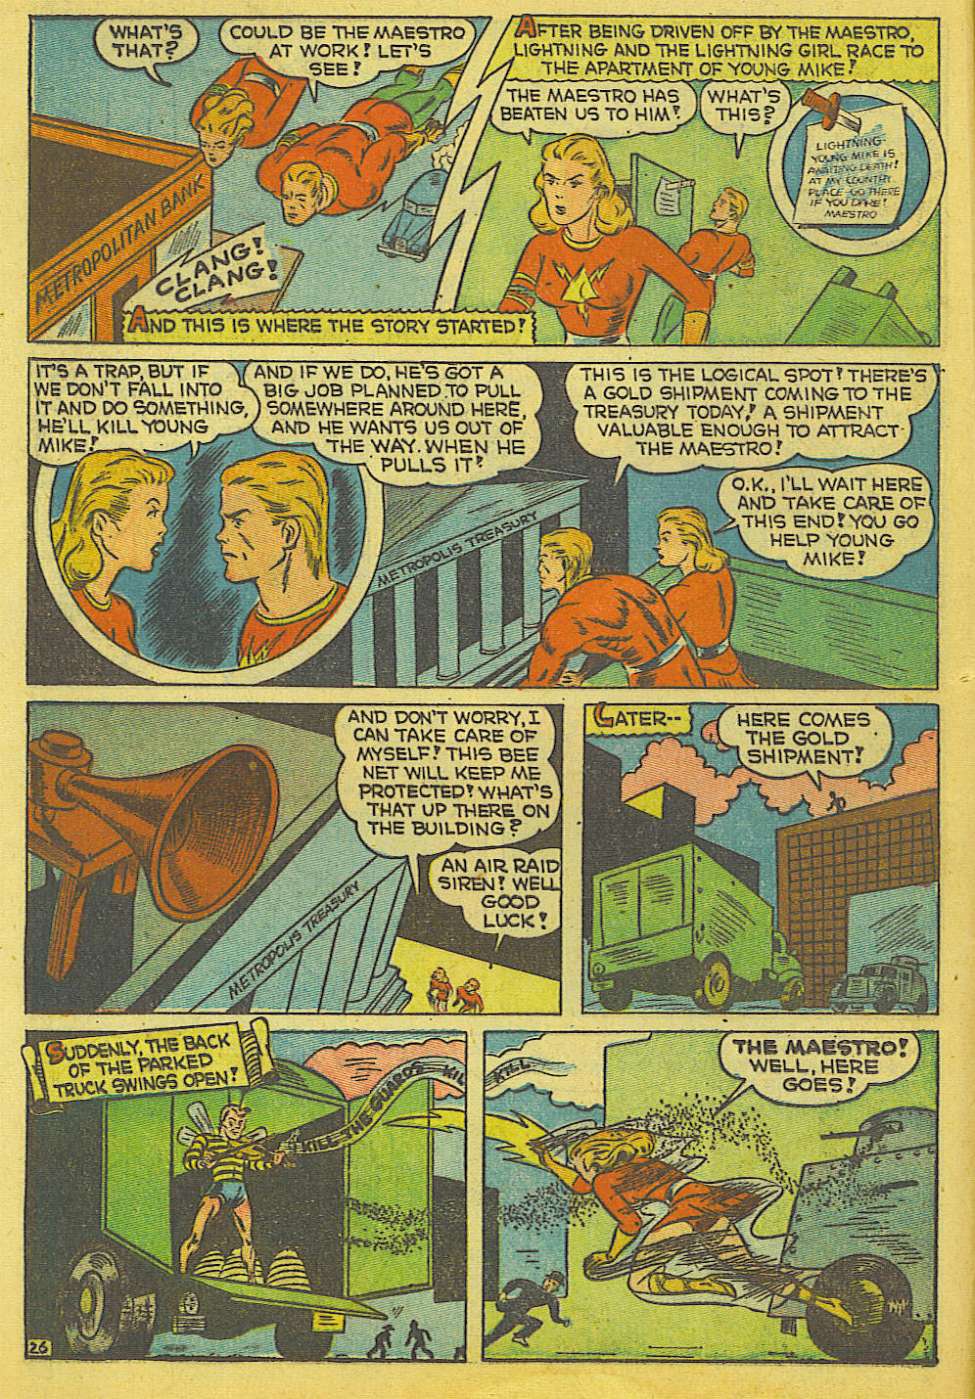 WHAT'S
THAT?
COULD BE THE MAESTRO
AT WORK! LET'S
SEE!
METROPOLITAN BANK
CLANG!
CLANG!
AND THIS IS WHERE THE STORY STARTED!
AFTER BEING DRIVEN OFF BY THE MAESTRO,
LIGHTNING AND THE LIGHTNING GIRL RACE TO
THE APARTMENT OF YOUNG MIKE!
THE MAESTRO HAS
BEATEN US TO HIM!
WHAT'S
THIS?
LIGHTNING-
YOUNG MIKE IS
AWAITING DEATH!
AT MY COUNTRY
PLACE-GO THERE
IF YOU DARE!
MAESTRO
IT'S A TRAP, BUT IF
WE DON'T FALL INTO
IT AND DO SOMETHING,
HE'LL KILL YOUNG
MIKE!
AND IF WE DO, HE'S GOT A
BIG JOB PLANNED TO PULL
SOMEWHERE AROUND HERE,
AND HE WANTS US OUT OF
THE WAY. WHEN HE
PULLS IT!
THIS IS THE LOGICAL SPOT! THERE'S
A GOLD SHIPMENT COMING TO THE
TREASURY TODAY! A SHIPMENT
VALUABLE ENOUGH TO ATTRACT
THE MAESTRO!
O.K., I'LL WAIT HERE
AND TAKE CARE OF
THIS END! YOU GO
HELP YOUNG
MIKE!
METROPOLIS TREASURY
AND DON'T WORRY, I
CAN TAKE CARE OF
MYSELF! THIS BEE
NET WILL KEEP ME
PROTECTED! WHAT'S
THAT UP THERE ON
THE BUILDING?
AN AIR RAID
SIREN! WELL
GOOD
LUCK!
METROPOLIS TREASURY
LATER--
HERE COMES
THE GOLD
SHIPMENT!
SUDDENLY, THE BACK
OF THE PARKED
TRUCK SWINGS OPEN!
KILL THE GUARDS KIL
26
KILL
THE MAESTRO!
WELL, HERE
GOES!